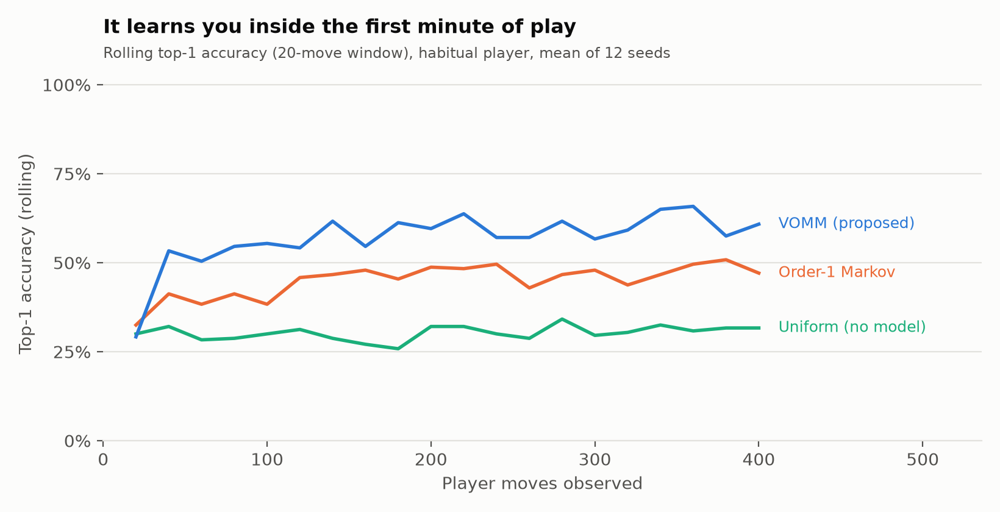 It learns you inside the first minute of play
Rolling top-1 accuracy (20-move window), habitual player, mean of 12 seeds
Top-1 accuracy (rolling)
100%
75%
50%
25%
0%
VOMM (proposed)
Order-1 Markov
Uniform (no model)
0 100 200 300 400 500
Player moves observed